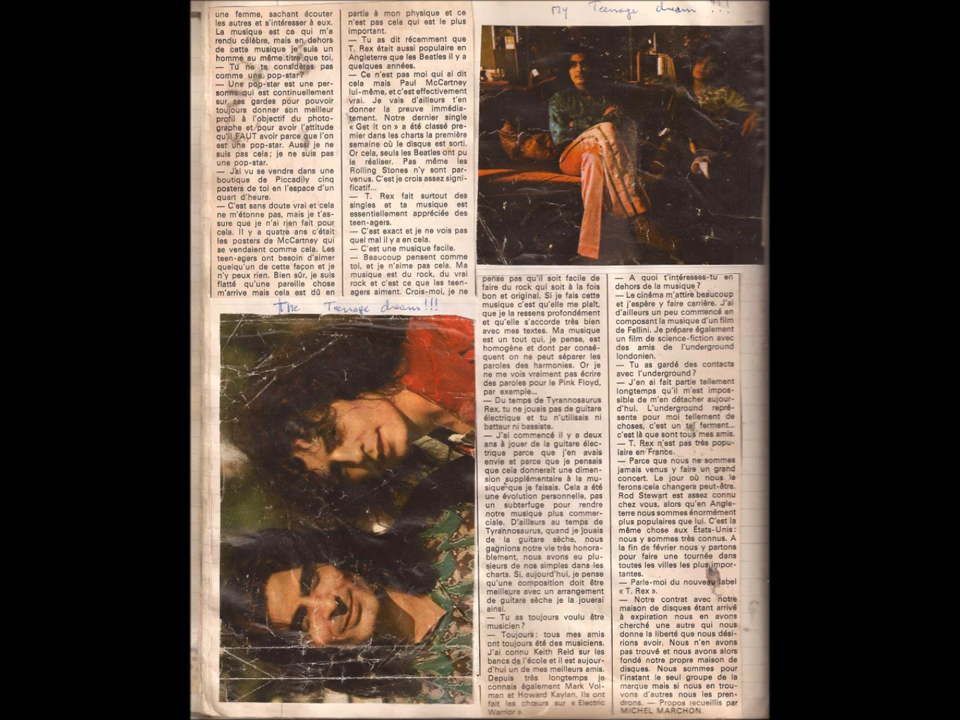 une femme, sachant écouter
les autres et s'intéresser à eux.
La musique est ce qui m'a
rendu célèbre, mais en dehors
de cette musique je suis un
homme au même titre que toi.
— Tu ne te considères pas
comme une pop-star?
— Une pop-star est une per-
sonne qui est continuellement
sur ses gardes pour pouvoir
toujours donner son meilleur
profil à l'objectif du photo-
graphe et pour avoir l'attitude
qu'il FAUT avoir parce que l'on
est une pop-star. Aussi je ne
suis pas cela; je ne suis pas
une pop-star.
— J'ai vu se vendre dans une
boutique de Piccadily cinq
posters de toi en l'espace d'un
quart d'heure.
— C'est sans doute vrai et cela
ne m'étonne pas, mais je t'as-
sure que je n'ai rien fait pour
cela. Il y a quatre ans c'était
les posters de McCartney qui
se vendaient comme cela. Les
teen-agers ont besoin d'aimer
quelqu'un de cette façon et je
n'y peux rien. Bien sûr, je suis
flatté qu'une pareille chose
m'arrive mais cela est dû en
partie à mon physique et ce
n'est pas cela qui est le plus
important.
— Tu as dit récemment que
T. Rex était aussi populaire en
Angleterre que les Beatles il y a
quelques années.
— Ce n'est pas moi qui ai dit
cela mais Paul McCartney
lui-même, et c'est effectivement
vrai. Je vais d'ailleurs t'en
donner la preuve immédia-
tement. Notre dernier single
« Get it on » a été classé pre-
mier dans les charts la première
semaine où le disque est sorti.
Or cela, seuls les Beatles ont pu
le réaliser. Pas même les
Rolling Stones n'y sont par-
venus. C'est je crois assez signi-
ficatif...
— T. Rex fait surtout des
singles et ta musique est
essentiellement appréciée des
teen-agers.
— C'est exact et je ne vois pas
quel mal il y a en cela.
— C'est une musique facile.
— Beaucoup pensent comme
toi, et je n'aime pas cela. Ma
musique est du rock, du vrai
rock et c'est ce que les teen-
agers aiment. Crois-moi, je ne
My Teenage dream !!!
the Teenage dream!!!
pense pas qu'il soit facile de
faire du rock qui soit à la fois
bon et original. Si je fais cette
musique c'est qu'elle me plaît,
que je la ressens profondément
et qu'elle s'accorde très bien
avec mes textes. Ma musique
est un tout qui, je pense, est
homogène et dont par consé-
quent on ne peut séparer les
paroles des harmonies. Or je
ne me vois vraiment pas écrire
des paroles pour le Pink Floyd,
par exemple...
— Du temps de Tyrannosaurus
Rex, tu ne jouais pas de guitare
électrique et tu n'utilisais ni
batteur ni bassiste.
— J'ai commencé il y a deux
ans à jouer de la guitare élec-
trique parce que j'en avais
envie et parce que je pensais
que cela donnerait une dimen-
sion supplémentaire à la mu-
sique que je faisais. Cela a été
une évolution personnelle, pas
un subterfuge pour rendre
notre musique plus commer-
ciale. D'ailleurs au temps de
Tyrannosaurus, quand je jouais
de la guitare sèche, nous
gagnions notre vie très honora-
blement, nous avons eu plu-
sieurs de nos simples dans les
charts. Si, aujourd'hui, je pense
qu'une composition doit être
meilleure avec un arrangement
de guitare sèche je la jouerai
ainsi.
— Tu as toujours voulu être
musicien?
— Toujours: tous mes amis
ont toujours été des musiciens.
J'ai connu Keith Reid sur les
bancs de l'école et il est aujour-
d'hui un de mes meilleurs amis.
Depuis très longtemps je
connais également Mark Vol-
man et Howard Kaylan. Ils ont
fait les chœurs sur « Electric
Warrior ».
— A quoi t'intéresses-tu en
dehors de la musique?
— Le cinéma m'attire beaucoup
et j'espère y faire carrière. J'ai
d'ailleurs un peu commencé en
composant la musique d'un film
de Fellini. Je prépare également
un film de science-fiction avec
des amis de l'underground
londonien.
— Tu as gardé des contacts
avec l'underground?
— J'en ai fait partie tellement
longtemps qu'il m'est impos-
sible de m'en détacher aujour-
d'hui. L'underground repré-
sente pour moi tellement de
choses, c'est un tel ferment...
c'est là que sont tous mes amis.
— T. Rex n'est pas très popu-
laire en France.
— Parce que nous ne sommes
jamais venus y faire un grand
concert. Le jour où nous le
ferons cela changera peut-être.
Rod Stewart est assez connu
chez vous, alors qu'en Angle-
terre nous sommes énormément
plus populaires que lui. C'est la
même chose aux États-Unis:
nous y sommes très connus. A
la fin de février nous y partons
pour faire une tournée dans
toutes les villes les plus impor-
tantes.
— Parle-moi du nouveau label
« T. Rex ».
— Notre contrat avec notre
maison de disques étant arrivé
à expiration nous en avons
cherché une autre qui nous
donne la liberté que nous dési-
rions avoir. Nous n'en avons
pas trouvé et nous avons alors
fondé notre propre maison de
disques. Nous sommes pour
l'instant le seul groupe de la
marque mais si nous en trou-
vons d'autres nous les pren-
drons. — Propos recueillis par
MICHEL MARCHON.